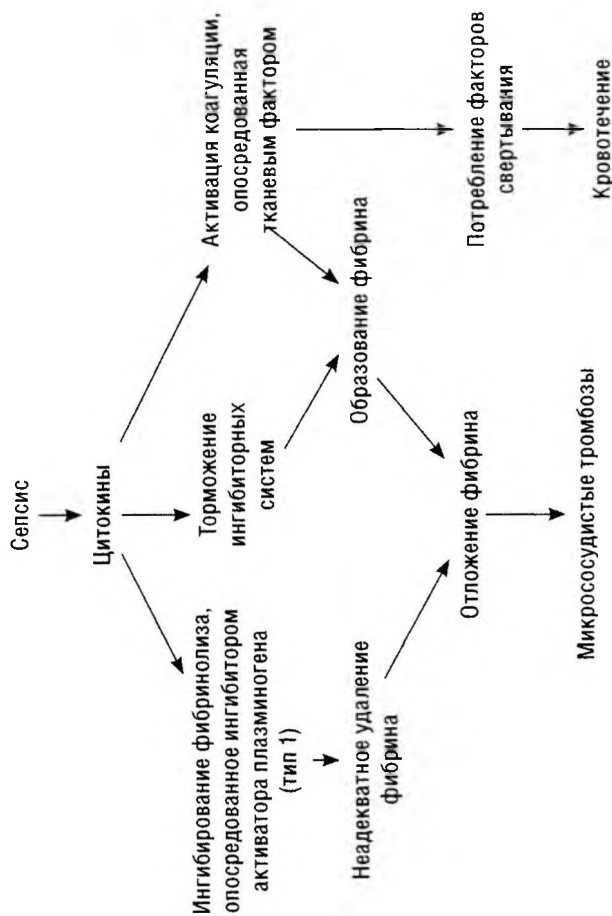 Сепсис
Цитокины
Ингибирование фибринолиза,
опосредованное ингибитором
активатора плазминогена
(тип 1)
Торможение
ингибиторных
систем
Активация коагуляции,
опосредованная
тканевым фактором
Неадекватное удаление
фибрина
Образование фибрина
Потребление факторов
свертывания
Отложение фибрина
Микрососудистые тромбозы
Кровотечение